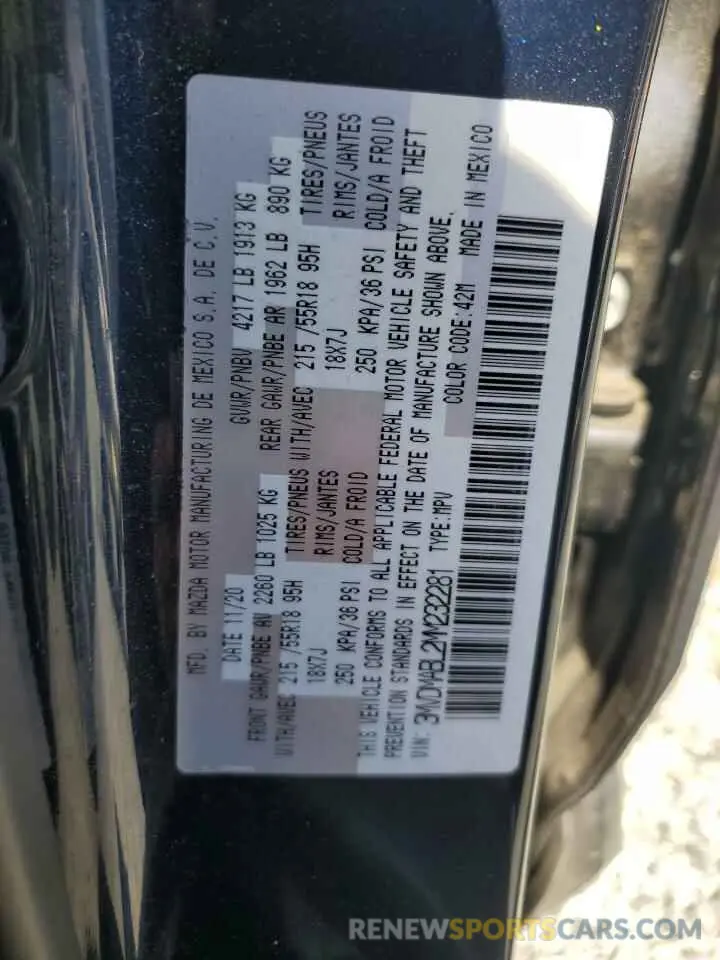 MFD. BY MAZDA MOTOR MANUFACTURING DE MEXICO S.A. DE C.V.
DATE 11/20 GVWR/PNBV 4217 LB 1913 KG
FRONT GAWR/PNBE AV 2260 LB 1025 KG REAR GAWR/PNBE AR 1962 LB 890 KG
WITH/AVEC 215 /55R18 95H TIRES/PNEUS WITH/AVEC 215 /55R18 95H TIRES/PNEUS
18X7J RIMS/JANTES 18X7J RIMS/JANTES
250 KPA/36 PSI COLD/A FROID 250 KPA/36 PSI COLD/A FROID
THIS VEHICLE CONFORMS TO ALL APPLICABLE FEDERAL MOTOR VEHICLE SAFETY AND THEFT
PREVENTION STANDARDS IN EFFECT ON THE DATE OF MANUFACTURE SHOWN ABOVE.
VIN: 3MVDMABL2MM232281 TYPE:MPV COLOR CODE:42M MADE IN MEXICO
RENEWSPORTSCARS.COM